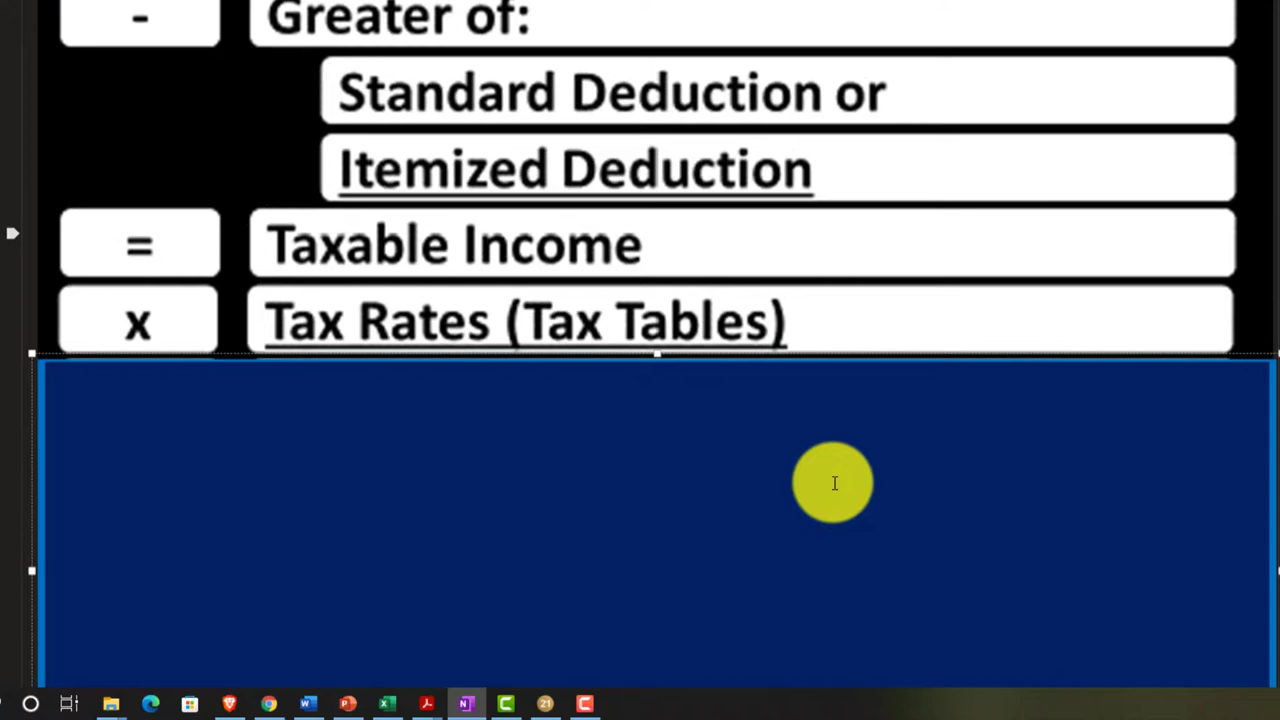 - Greater of:
Standard Deduction or
Itemized Deduction
= Taxable Income
x Tax Rates (Tax Tables)